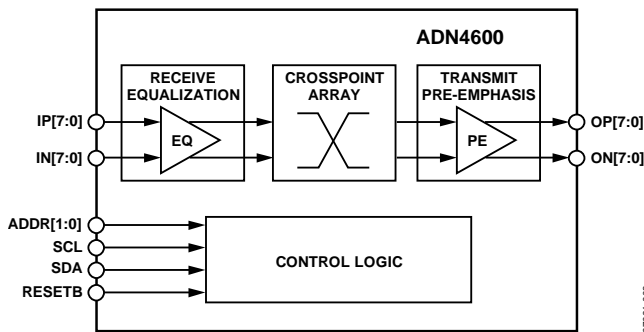 ADN4600
RECEIVE
EQUALIZATION
CROSSPOINT
ARRAY
TRANSMIT
PRE-EMPHASIS
IP[7:0]
IN[7:0]
EQ
PE
OP[7:0]
ON[7:0]
ADDR[1:0]
SCL
SDA
RESETB
CONTROL LOGIC